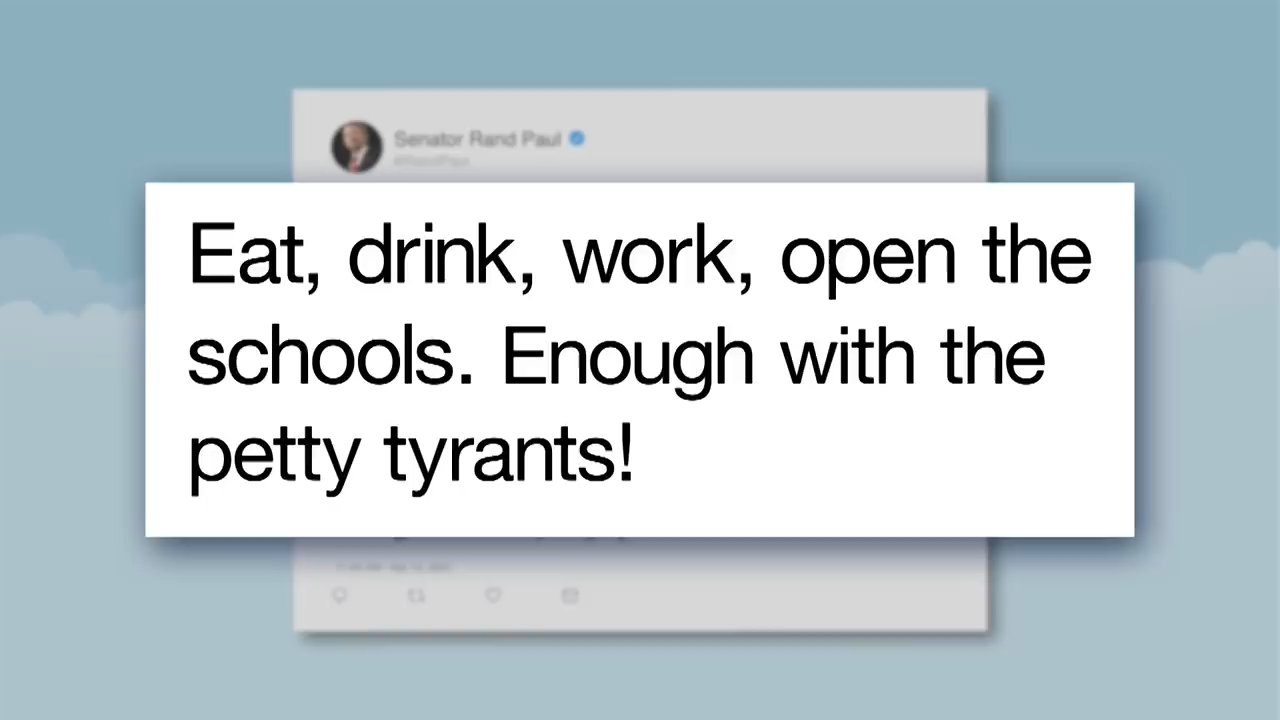 Senator Rand Paul
Eat, drink, work, open the
schools. Enough with the
petty tyrants!